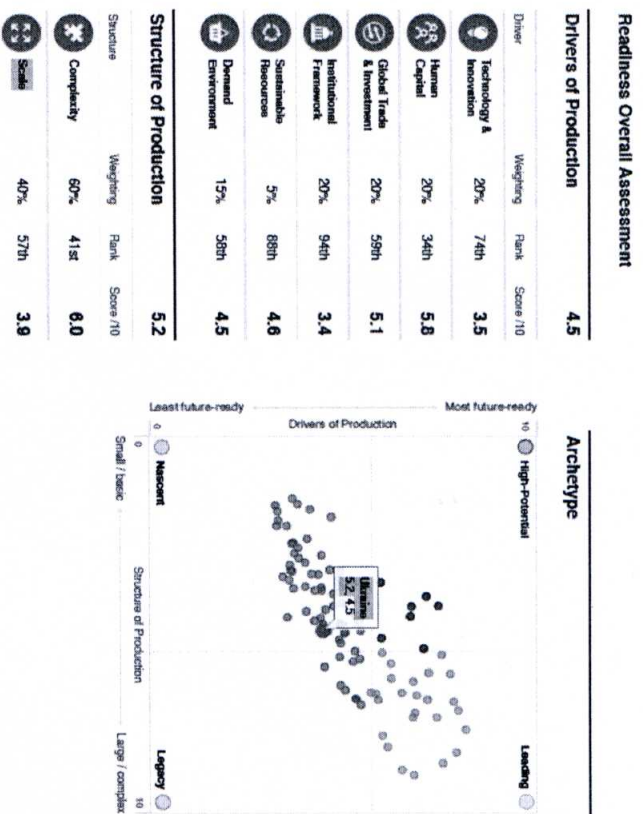 Readiness Overall Assessment
Drivers of Production 4.5
Driver Weighting Rank Score /10
Technology & Innovation 20% 74th 3.5
Human Capital 20% 34th 5.8
Global Trade & Investment 20% 59th 5.1
Institutional Framework 20% 94th 3.4
Sustainable Resources 5% 88th 4.6
Demand Environment 15% 58th 4.5
Structure of Production 5.2
Structure Weighting Rank Score /10
Complexity 60% 41st 6.0
Scale 40% 57th 3.9
Archetype
Most future-ready
Drivers of Production
Least future-ready
10
0
High-Potential
Leading
Ukraine
5.2, 4.5
Nascent
Legacy
0
10
Small / basic
Structure of Production
Large / complex